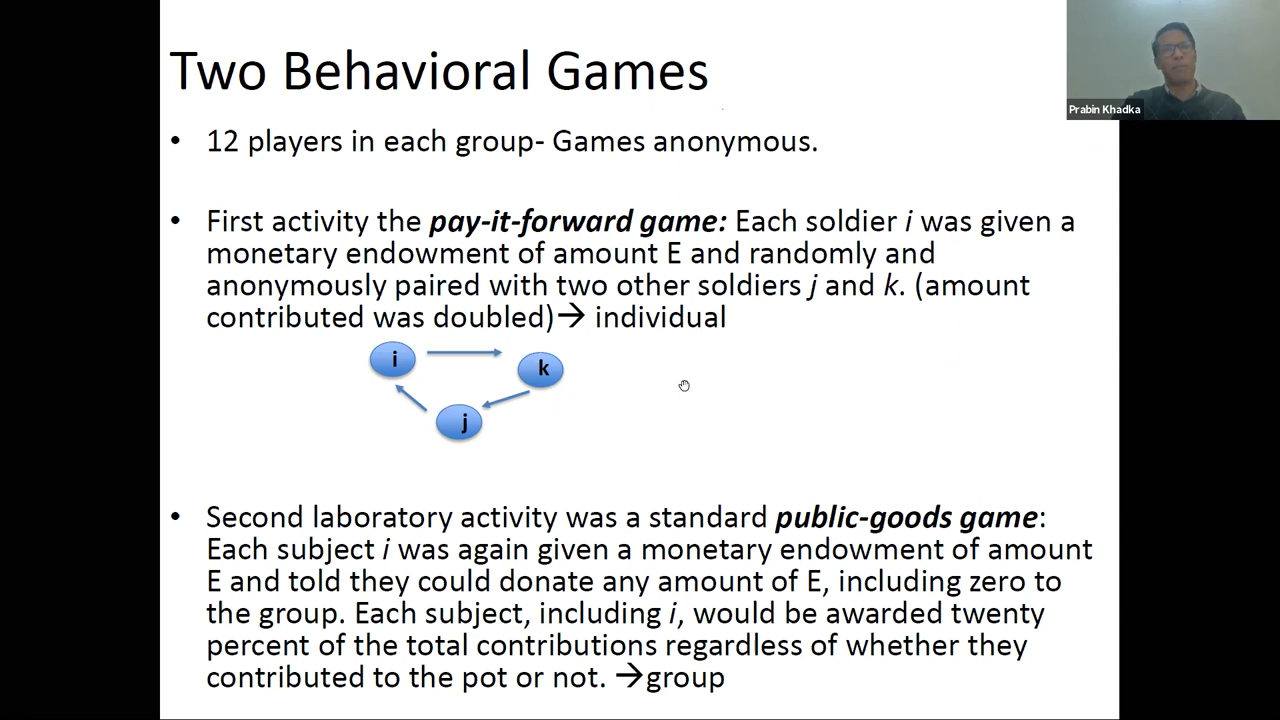 Two Behavioral Games
Prabin Khadka
• 12 players in each group- Games anonymous.
• First activity the pay-it-forward game: Each soldier i was given a
monetary endowment of amount E and randomly and
anonymously paired with two other soldiers j and k. (amount
contributed was doubled)→ individual
i
k
j
• Second laboratory activity was a standard public-goods game:
Each subject i was again given a monetary endowment of amount
E and told they could donate any amount of E, including zero to
the group. Each subject, including i, would be awarded twenty
percent of the total contributions regardless of whether they
contributed to the pot or not. →group